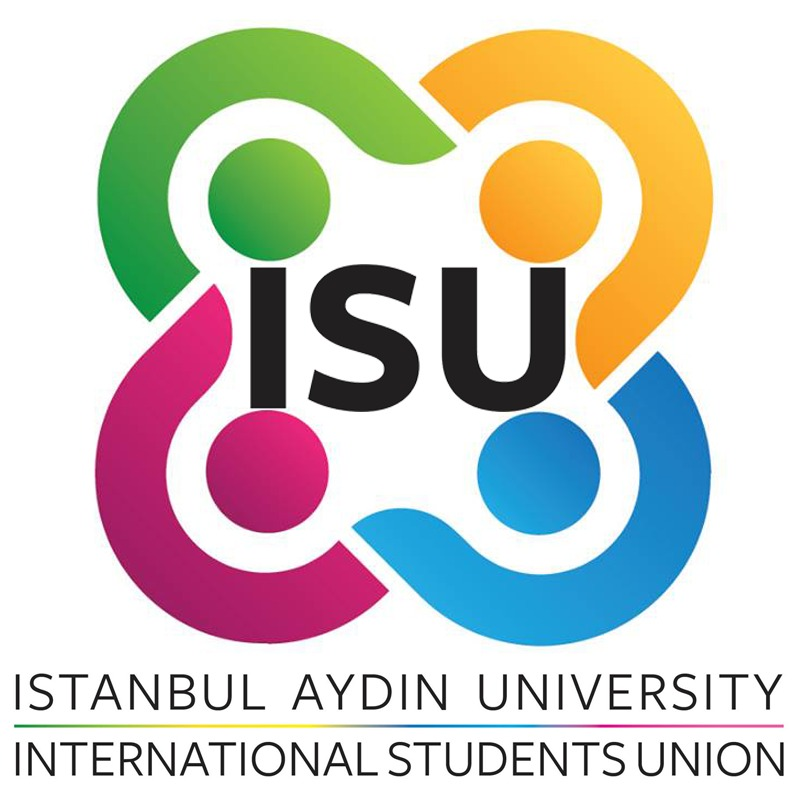 ISU
ISTANBUL AYDIN UNIVERSITY
INTERNATIONAL STUDENTS UNION